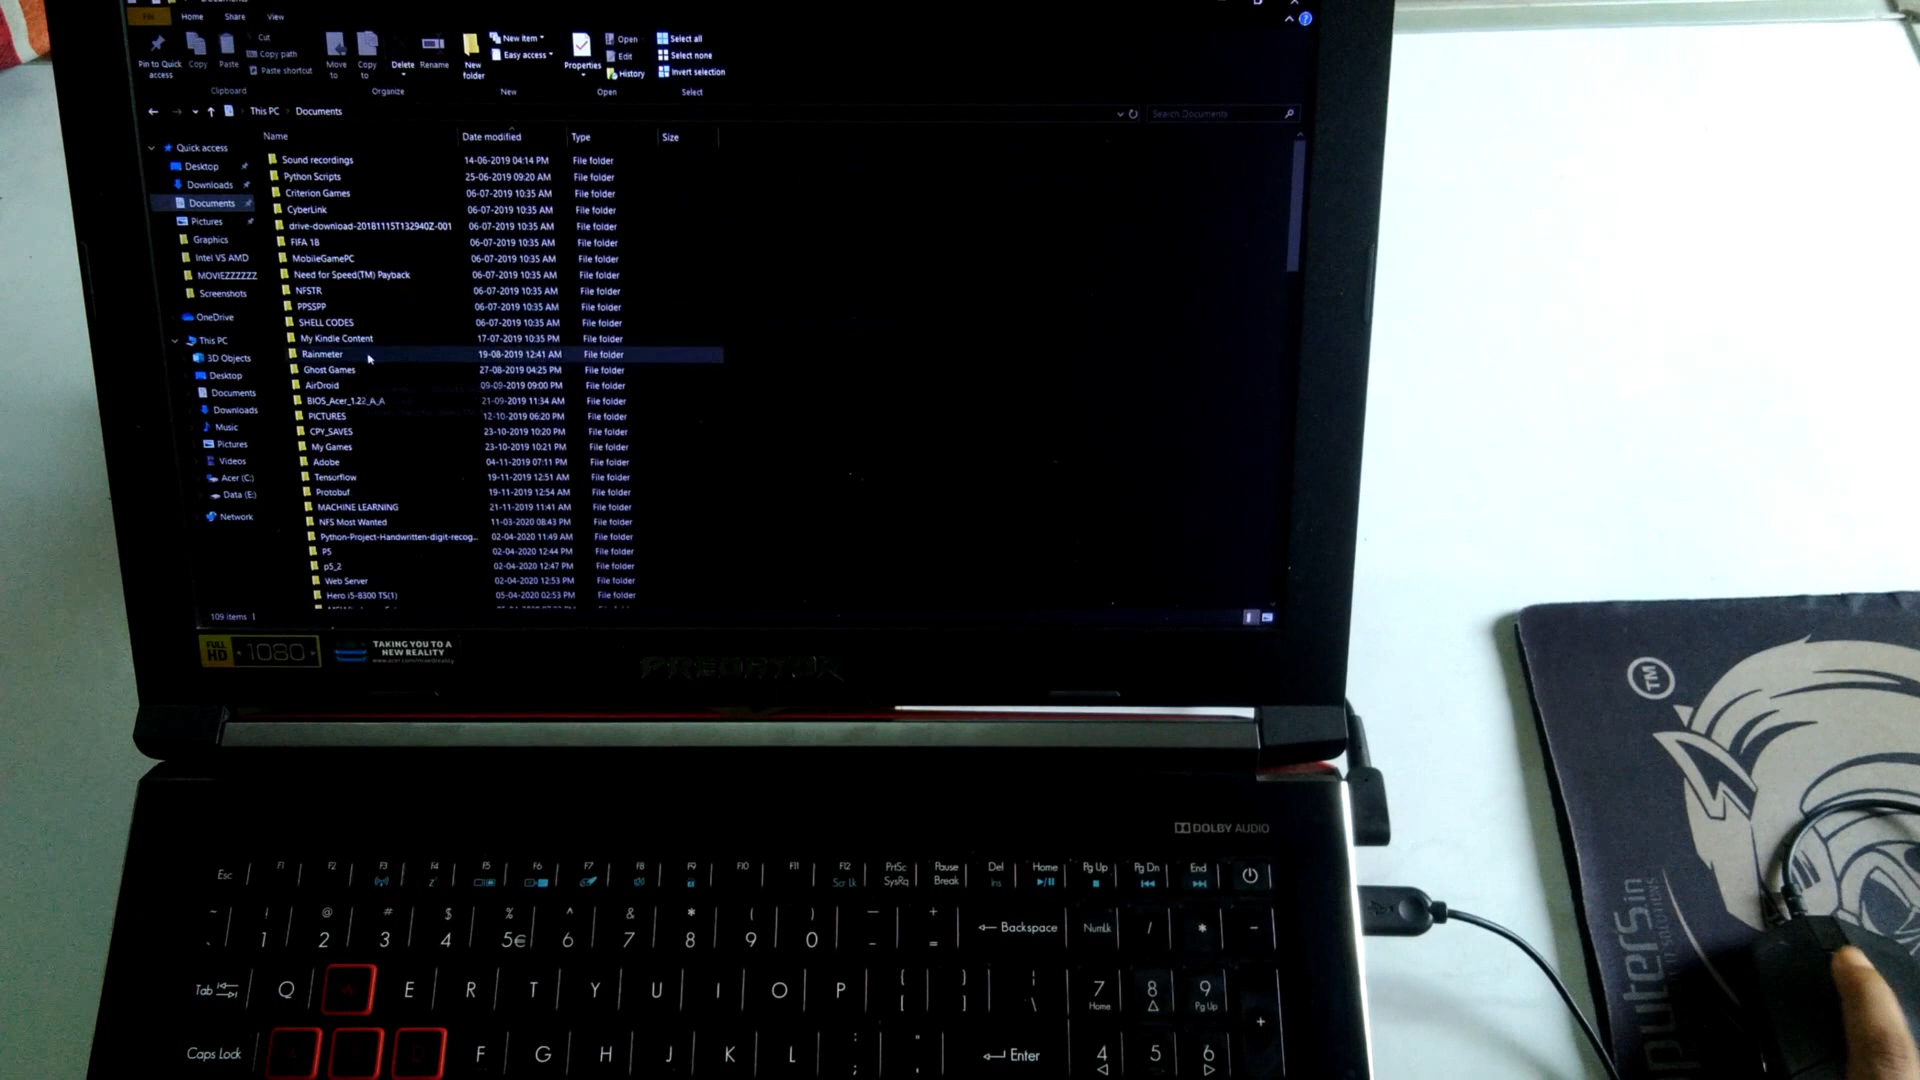 Documents
File Home Share View
Pin to Quick access
Copy
Paste
Cut
Copy path
Paste shortcut
Clipboard
Move to
Copy to
Delete
Rename
Organize
New folder
New item
Easy access
New
Properties
Open
Edit
History
Open
Select all
Select none
Invert selection
Select
This PC Documents
Search Documents
Name Date modified Type Size
Quick access
Desktop
Downloads
Documents
Pictures
Graphics
Intel VS AMD
MOVIEZZZZZZ
Screenshots
OneDrive
This PC
3D Objects
Desktop
Documents
Downloads
Music
Pictures
Videos
Acer (C:)
Data (E:)
Network
Sound recordings 14-06-2019 04:14 PM File folder
Python Scripts 25-06-2019 09:20 AM File folder
Criterion Games 06-07-2019 10:35 AM File folder
CyberLink 06-07-2019 10:35 AM File folder
drive-download-20181115T132940Z-001 06-07-2019 10:35 AM File folder
FIFA 18 06-07-2019 10:35 AM File folder
MobileGamePC 06-07-2019 10:35 AM File folder
Need for Speed(TM) Payback 06-07-2019 10:35 AM File folder
NFSTR 06-07-2019 10:35 AM File folder
PPSSPP 06-07-2019 10:35 AM File folder
SHELL CODES 06-07-2019 10:35 AM File folder
My Kindle Content 17-07-2019 10:35 PM File folder
Rainmeter 19-08-2019 12:41 AM File folder
Ghost Games 27-08-2019 04:25 PM File folder
AirDroid 09-09-2019 09:00 PM File folder
BIOS_Acer_1.22_A_A 21-09-2019 11:34 AM File folder
PICTURES 12-10-2019 06:20 PM File folder
CPY_SAVES 23-10-2019 10:20 PM File folder
My Games 23-10-2019 10:21 PM File folder
Adobe 04-11-2019 07:11 PM File folder
Tensorflow 19-11-2019 12:51 AM File folder
Protobuf 19-11-2019 12:54 AM File folder
MACHINE LEARNING 21-11-2019 11:41 AM File folder
NFS Most Wanted 11-03-2020 08:43 PM File folder
Python-Project-Handwritten-digit-recog... 02-04-2020 11:49 AM File folder
P5 02-04-2020 12:44 PM File folder
p5_2 02-04-2020 12:47 PM File folder
Web Server 02-04-2020 12:53 PM File folder
Hero i5-8300 TS(1) 05-04-2020 02:53 PM File folder
109 items
FULL HD 1080
TAKING YOU TO A
NEW REALITY
PREDATOR
DOLBY AUDIO
Esc F1 F2 F3 F4 F5 F6 F7 F8 F9 F10 F11 F12 PrtSc Pause Del Home Pg Up Pg Dn End
Scr Lk SysRq Break Ins
~ ! @ # $ % ^ & * ( ) _ +
` 1 2 3 4 5€ 6 7 8 9 0 - = Backspace NumLk / * -
Tab Q W E R T Y U I O P { [ } ] | \ 7 Home 8 9 Pg Up +
Caps Lock F G H J K L : ; " ' Enter 4 5 6
TM
puterS in
IT SOLUTIONS